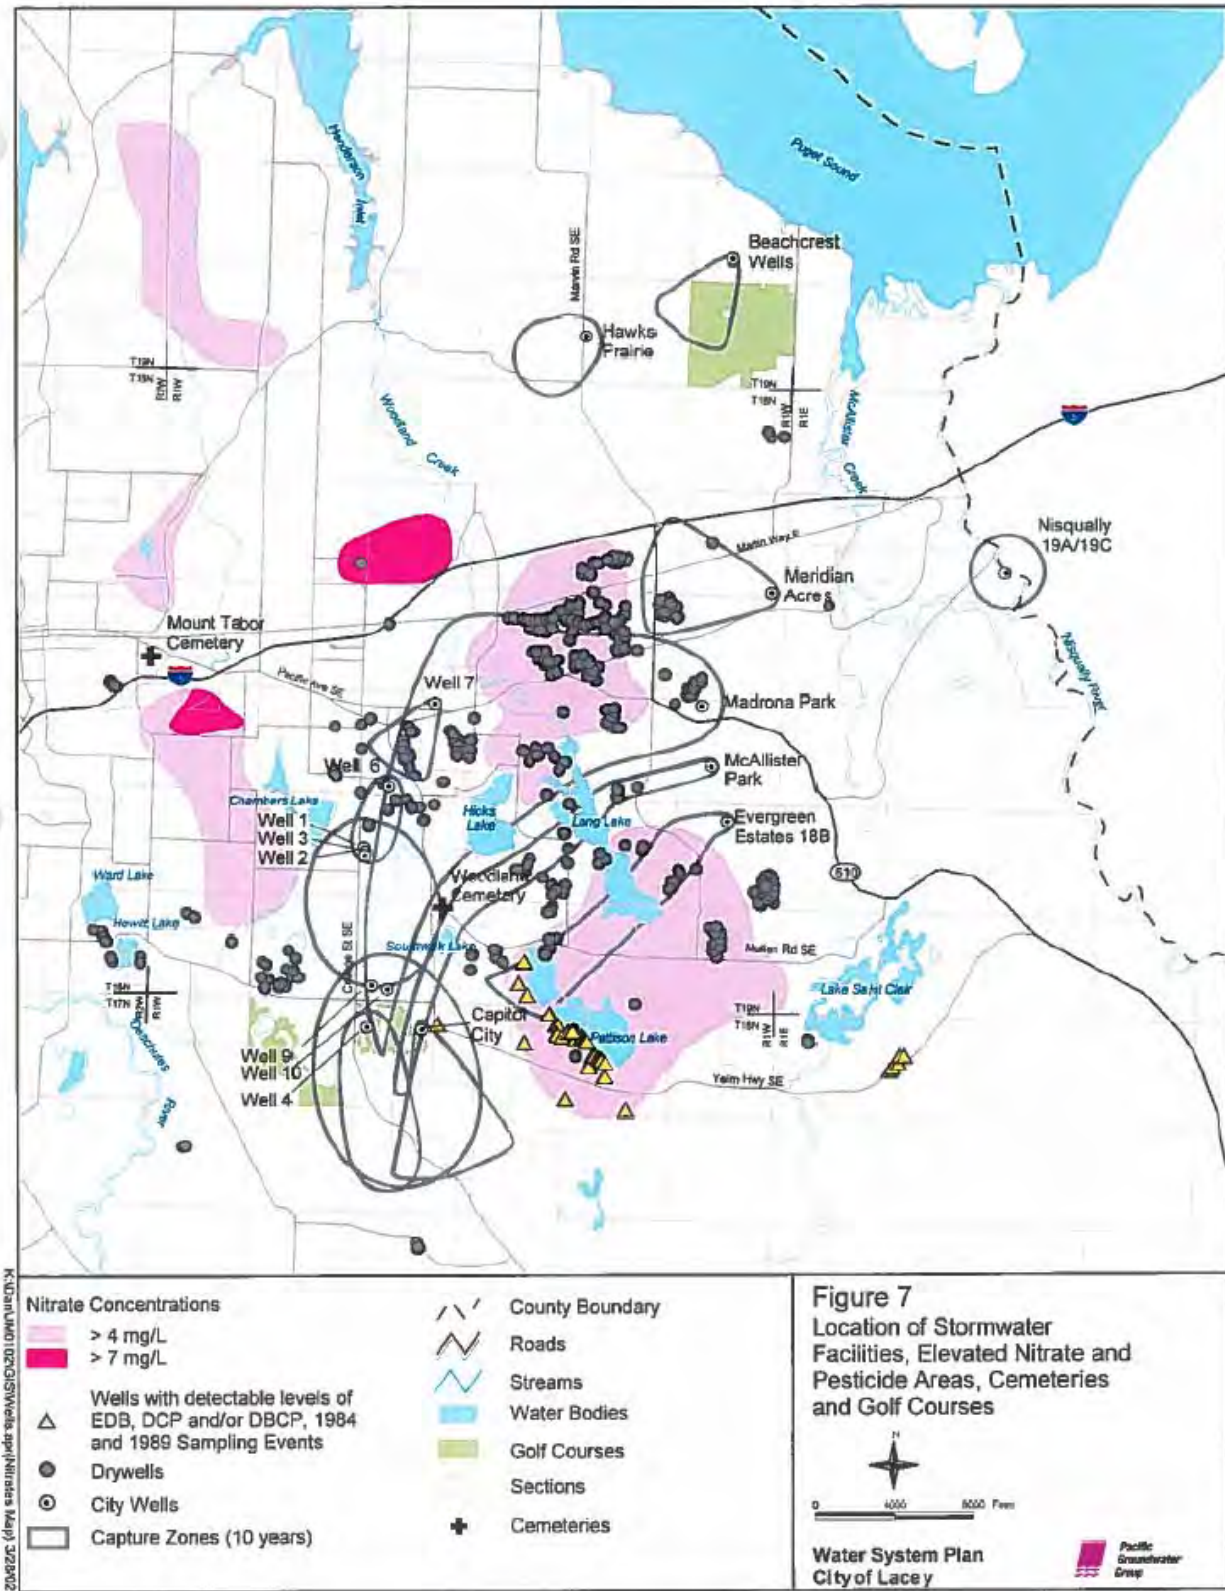 Puget Sound
Henderson Inlet
Marvin Rd SE
Beachcrest
Wells
Hawks
Prairie
T19N
T18N
R1W
R1W
T19N
T18N
R1W
R1E
McAllister
Creek
Woodland
Creek
Nisqually
19A/19C
Martin Way E
Meridian
Acres
Mount Tabor
Cemetery
Pacific Ave SE
Well 7
Madrona Park
Nisqually River
Well 6
McAllister
Park
Chambers Lake
Hicks
Lake
Long Lake
Evergreen
Estates 18B
Well 1
Well 3
Well 2
510
Ward Lake
Woodlawn
Cemetery
Hewitt Lake
College St SE
Southwick Lake
Mullen Rd SE
Lake Saint Clair
T18N
T17N
R1W
Deschutes
River
Capitol
City
T19N
T18N
R1W
R1E
Pattison Lake
Well 9
Well 10
Well 4
Yelm Hwy SE
Nitrate Concentrations
> 4 mg/L
> 7 mg/L
Wells with detectable levels of
EDB, DCP and/or DBCP, 1984
and 1989 Sampling Events
Drywells
City Wells
Capture Zones (10 years)
County Boundary
Roads
Streams
Water Bodies
Golf Courses
Sections
Cemeteries
Figure 7
Location of Stormwater
Facilities, Elevated Nitrate and
Pesticide Areas, Cemeteries
and Golf Courses
N
0 4000 8000 Feet
Water System Plan
City of Lacey
Pacific
Groundwater
Group